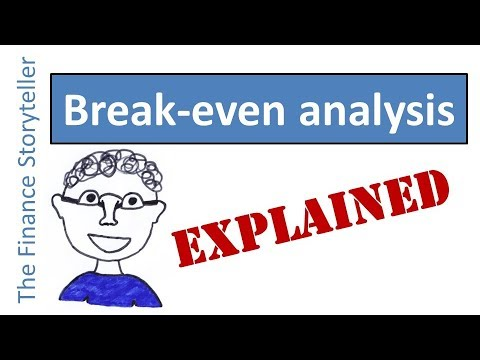 The Finance Storyteller
Break-even analysis
EXPLAINED